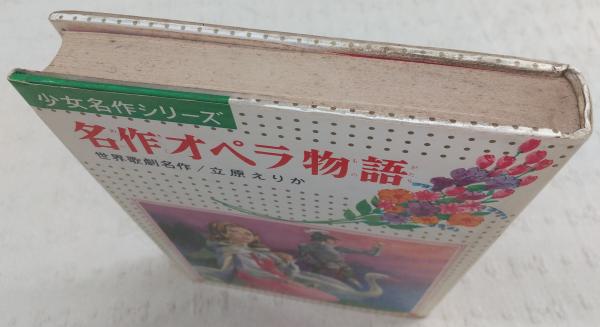 少女名作シリーズ
名作オペラ物語
世界歌劇名作/立原えりか